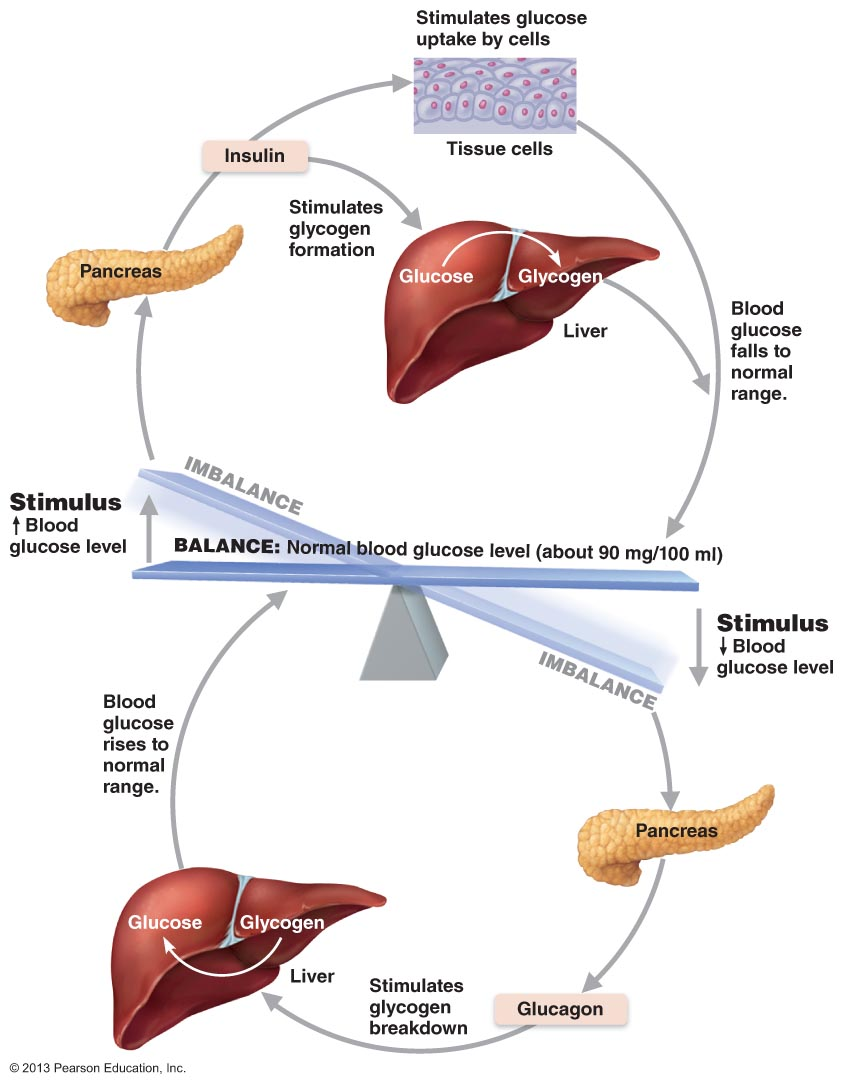 Stimulates glucose
uptake by cells
Tissue cells
Insulin
Stimulates
glycogen
formation
Pancreas
Glucose
Glycogen
Liver
Blood
glucose
falls to
normal
range.
IMBALANCE
Stimulus
↑ Blood
glucose level
BALANCE: Normal blood glucose level (about 90 mg/100 ml)
Stimulus
↓ Blood
glucose level
IMBALANCE
Blood
glucose
rises to
normal
range.
Pancreas
Glucose
Glycogen
Liver
Stimulates
glycogen
breakdown
Glucagon
© 2013 Pearson Education, Inc.